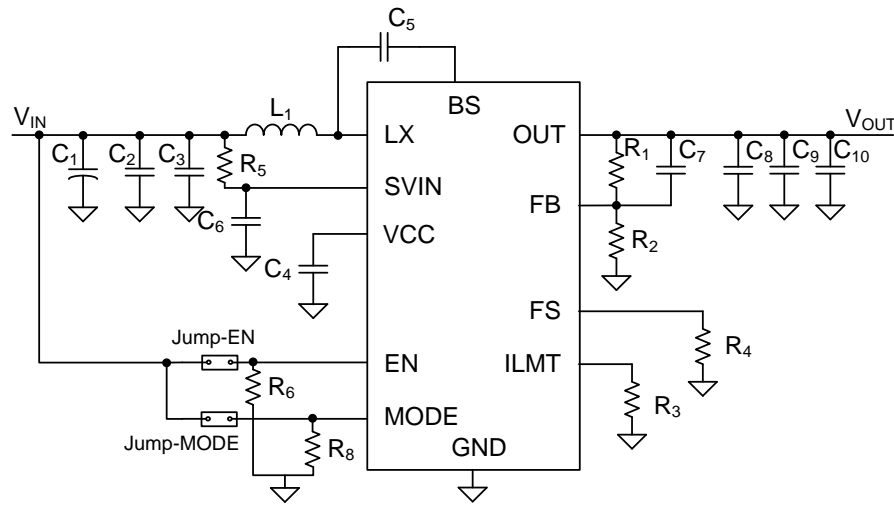 C5
BS
VIN
L1
LX
OUT
VOUT
C1
C2
C3
R5
R1
C7
C8
C9
C10
SVIN
FB
C6
R2
VCC
C4
FS
Jump-EN
R4
EN
ILMT
R6
R3
MODE
Jump-MODE
R8
GND